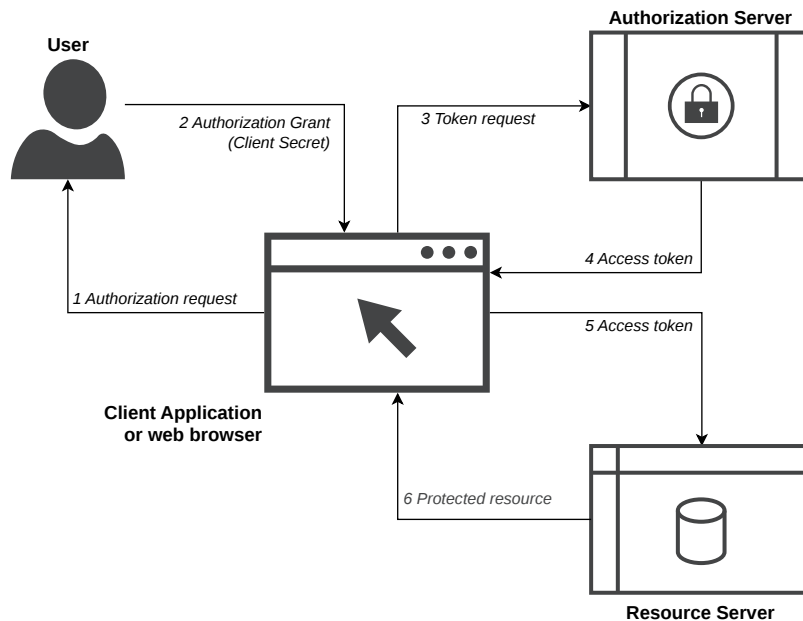 Authorization Server
User
2 Authorization Grant
(Client Secret)
3 Token request
4 Access token
1 Authorization request
5 Access token
Client Application
or web browser
6 Protected resource
Resource Server